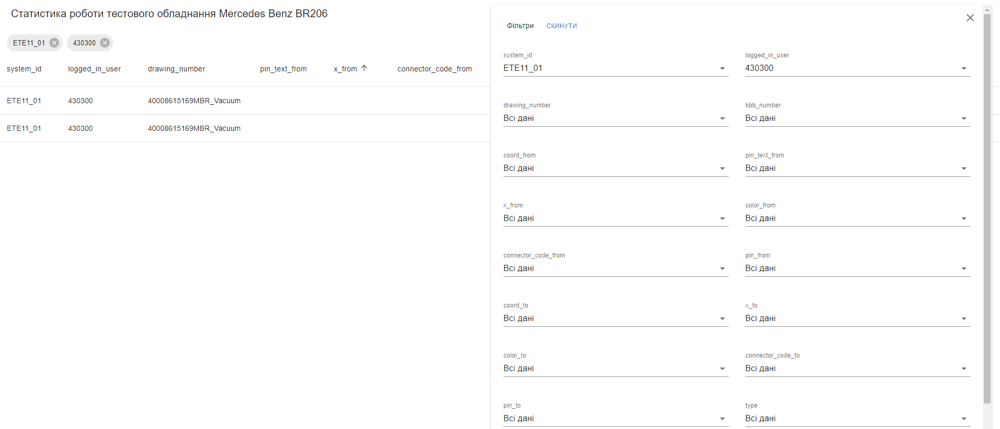 Статистика роботи тестового обладнання Mercedes Benz BR206
ETE11_01 430300
system_id logged_in_user drawing_number pin_text_from x_from connector_code_from
ETE11_01 430300 40008615169MBR_Vacuum
ETE11_01 430300 40008615169MBR_Vacuum
Фільтри СКИНУТИ
system_id logged_in_user
ETE11_01 430300
drawing_number kbb_number
Всі дані Всі дані
coord_from pin_text_from
Всі дані Всі дані
x_from color_from
Всі дані Всі дані
connector_code_from pin_from
Всі дані Всі дані
coord_to x_to
Всі дані Всі дані
color_to connector_code_to
Всі дані Всі дані
pin_to type
Всі дані Всі дані